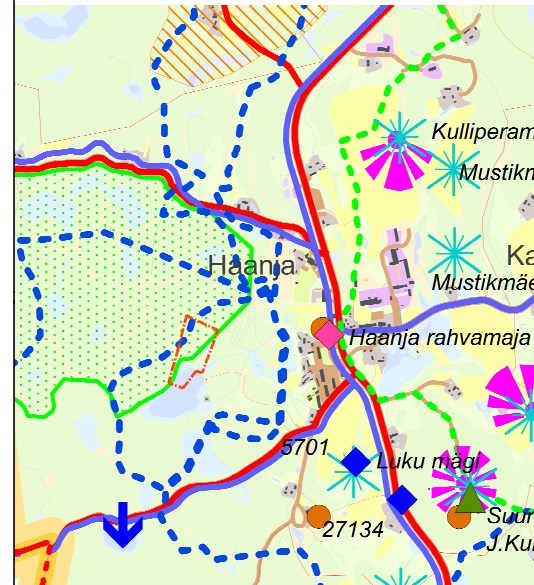 Kulliperam
Mustikm
Ka
Haanja
Mustikmäe
Haanja rahvamaja
5701
Luku mägi
Suur
27134
J.Ku